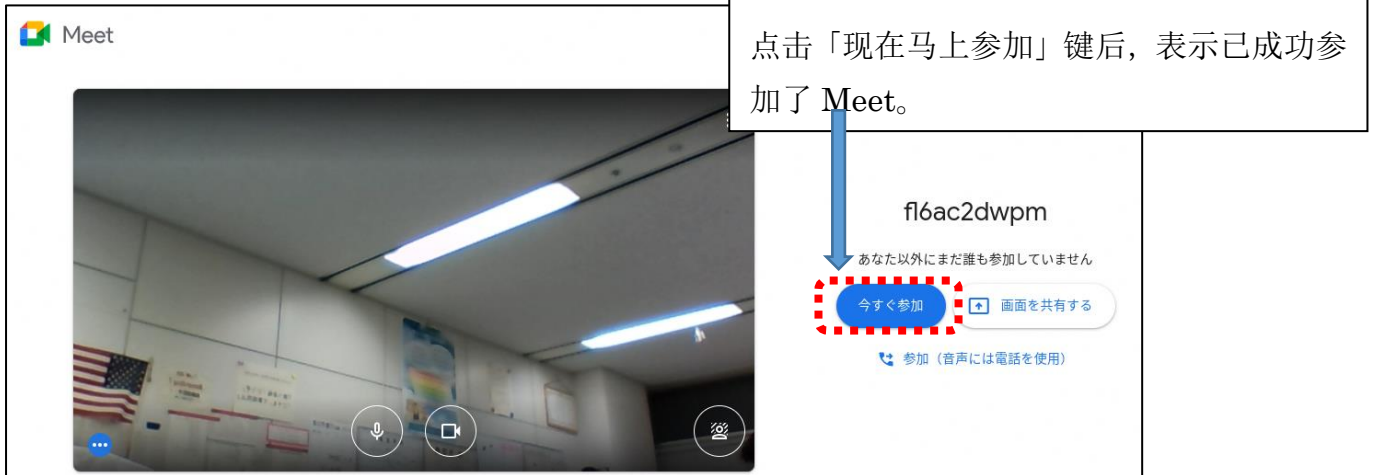 Meet
点击「现在马上参加」键后，表示已成功参
加了 Meet。
fl6ac2dwpm
あなた以外にまだ誰も参加していません
今すぐ参加
画面を共有する
参加（音声には電話を使用）